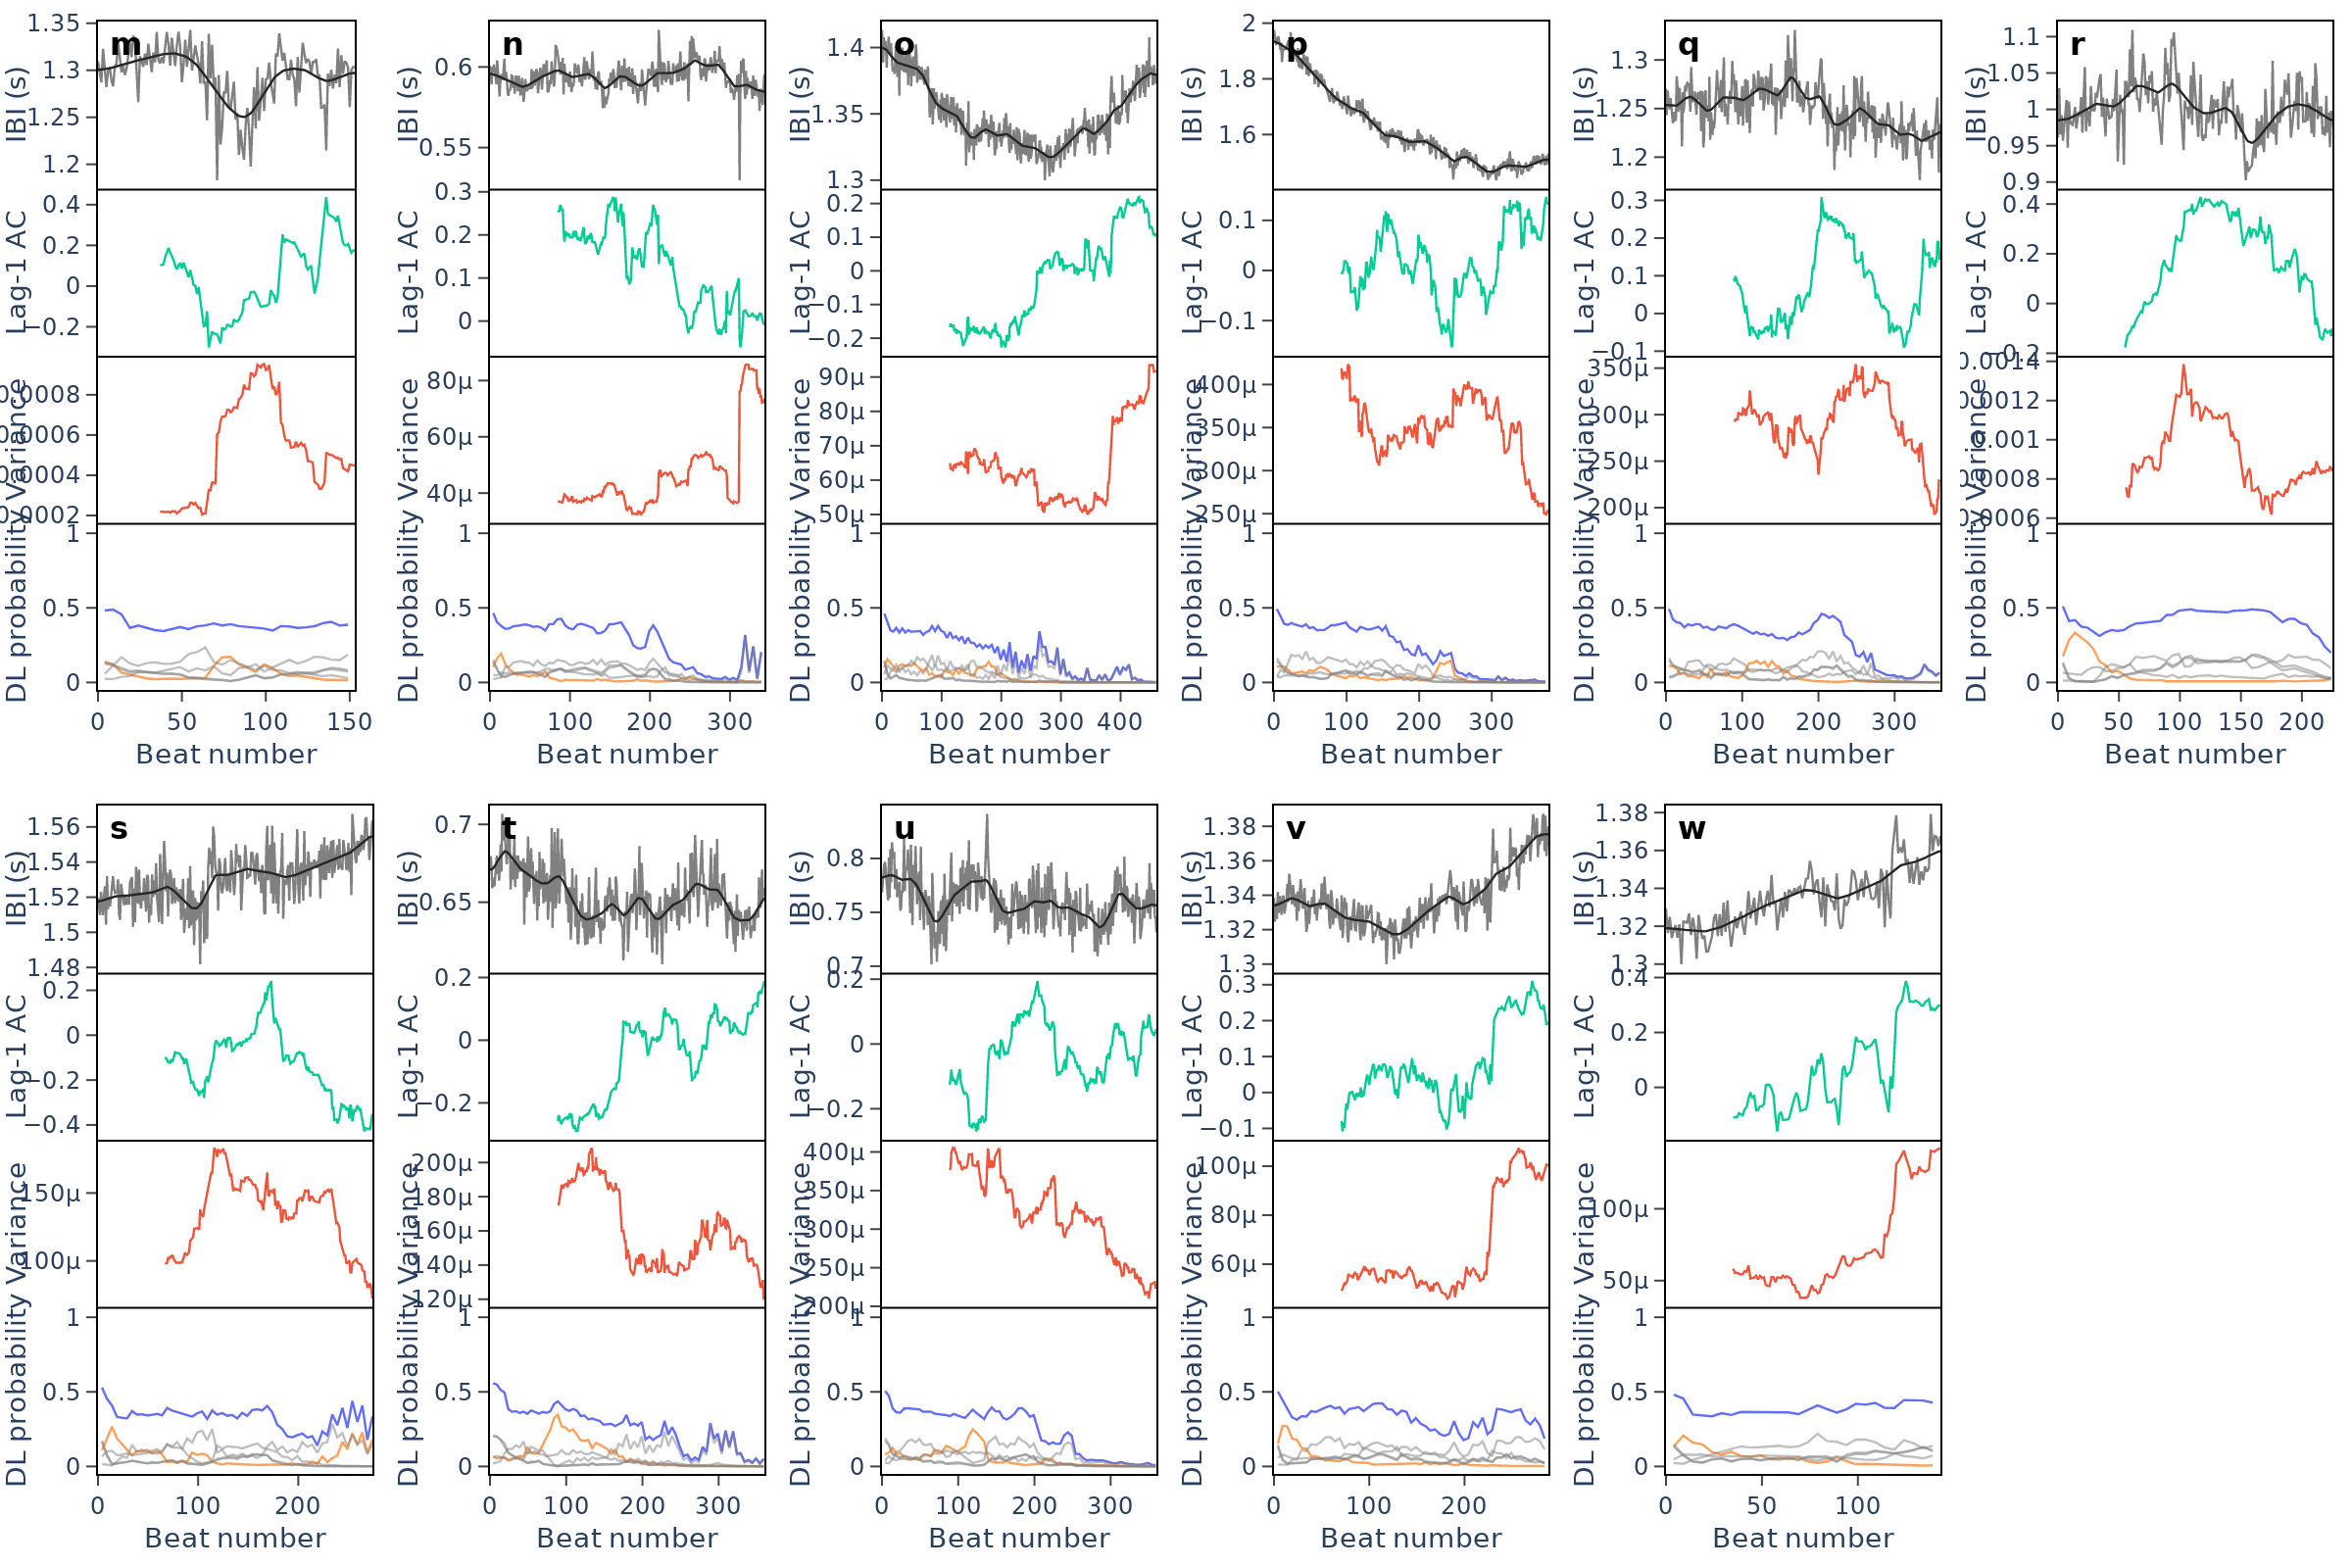 m
IBI (s)
1.35
1.3
1.25
1.2
Lag-1 AC
0.4
0.2
0
−0.2
Variance
0.0008
0.0006
0.0004
0.0002
DL probability
1
0.5
0
0 50 100 150
Beat number
n
IBI (s)
0.6
0.55
Lag-1 AC
0.3
0.2
0.1
0
Variance
80μ
60μ
40μ
DL probability
1
0.5
0
0 100 200 300
Beat number
o
IBI (s)
1.4
1.35
1.3
Lag-1 AC
0.2
0.1
0
−0.1
−0.2
Variance
90μ
80μ
70μ
60μ
50μ
DL probability
1
0.5
0
0 100 200 300 400
Beat number
p
IBI (s)
2
1.8
1.6
Lag-1 AC
0.1
0
−0.1
Variance
400μ
350μ
300μ
250μ
DL probability
1
0.5
0
0 100 200 300
Beat number
q
IBI (s)
1.3
1.25
1.2
Lag-1 AC
0.3
0.2
0.1
0
−0.1
Variance
350μ
300μ
250μ
200μ
DL probability
1
0.5
0
0 100 200 300
Beat number
r
IBI (s)
1.1
1.05
1
0.95
0.9
Lag-1 AC
0.4
0.2
0
−0.2
Variance
0.0014
0.0012
0.001
0.0008
0.0006
DL probability
1
0.5
0
0 50 100 150 200
Beat number
s
IBI (s)
1.56
1.54
1.52
1.5
1.48
Lag-1 AC
0.2
0
−0.2
−0.4
Variance
150μ
100μ
DL probability
1
0.5
0
0 100 200
Beat number
t
IBI (s)
0.7
0.65
Lag-1 AC
0.2
0
−0.2
Variance
200μ
180μ
160μ
140μ
120μ
DL probability
1
0.5
0
0 100 200 300
Beat number
u
IBI (s)
0.8
0.75
0.7
Lag-1 AC
0.2
0
−0.2
Variance
400μ
350μ
300μ
250μ
200μ
DL probability
1
0.5
0
0 100 200 300
Beat number
v
IBI (s)
1.38
1.36
1.34
1.32
1.3
Lag-1 AC
0.3
0.2
0.1
0
−0.1
Variance
100μ
80μ
60μ
DL probability
1
0.5
0
0 100 200
Beat number
w
IBI (s)
1.38
1.36
1.34
1.32
1.3
Lag-1 AC
0.4
0.2
0
Variance
100μ
50μ
DL probability
1
0.5
0
0 50 100
Beat number